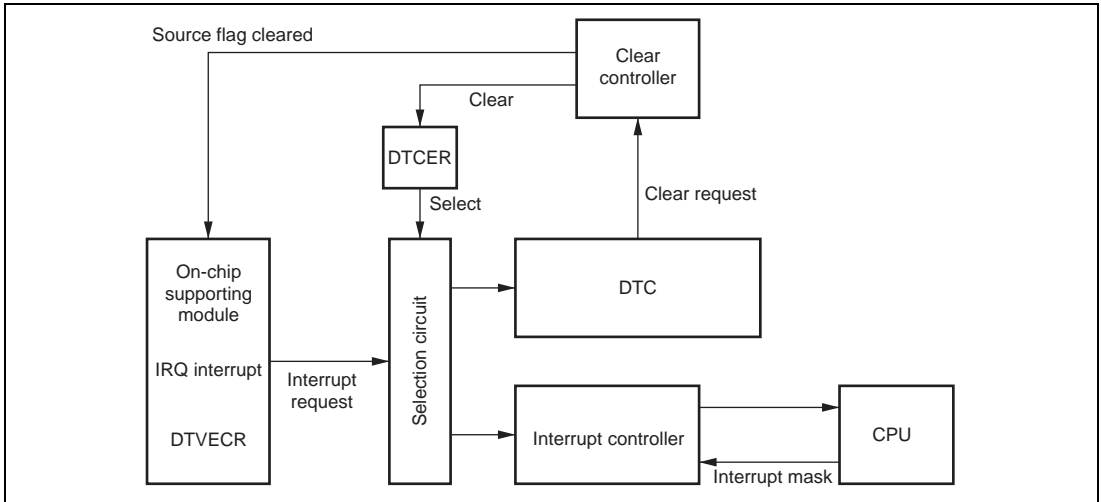 Source flag cleared
Clear
controller
Clear
DTCER
Clear request
Select
On-chip
supporting
module
IRQ interrupt
DTVECR
Interrupt
request
Selection circuit
DTC
Interrupt controller
CPU
Interrupt mask